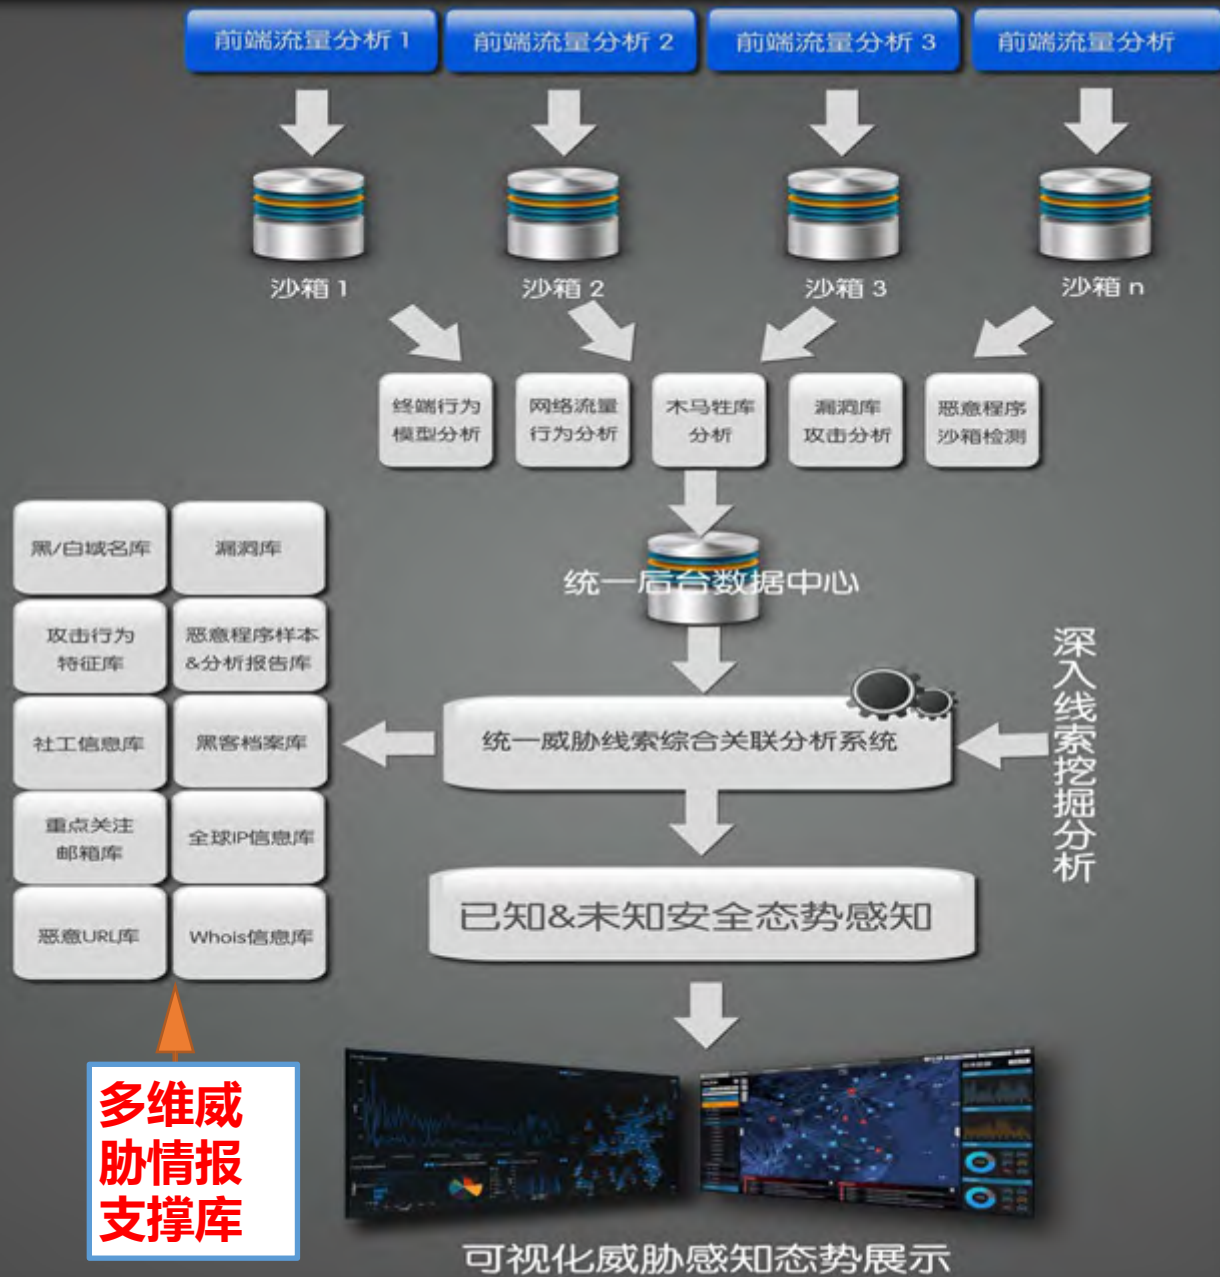 前端流量分析 1
前端流量分析 2
前端流量分析 3
前端流量分析
沙箱 1
沙箱 2
沙箱 3
沙箱 n
终端行为
模型分析
网络流量
行为分析
木马牲库
分析
漏洞库
攻击分析
恶意程序
沙箱检测
统一后台数据中心
黑/白域名库
漏洞库
攻击行为
特征库
恶意程序样本
&分析报告库
社工信息库
黑客档案库
重点关注
邮箱库
全球IP信息库
恶意URL库
Whois信息库
统一威胁线索综合关联分析系统
深入线索挖掘分析
已知&未知安全态势感知
多维威
胁情报
支撑库
可视化威胁感知态势展示